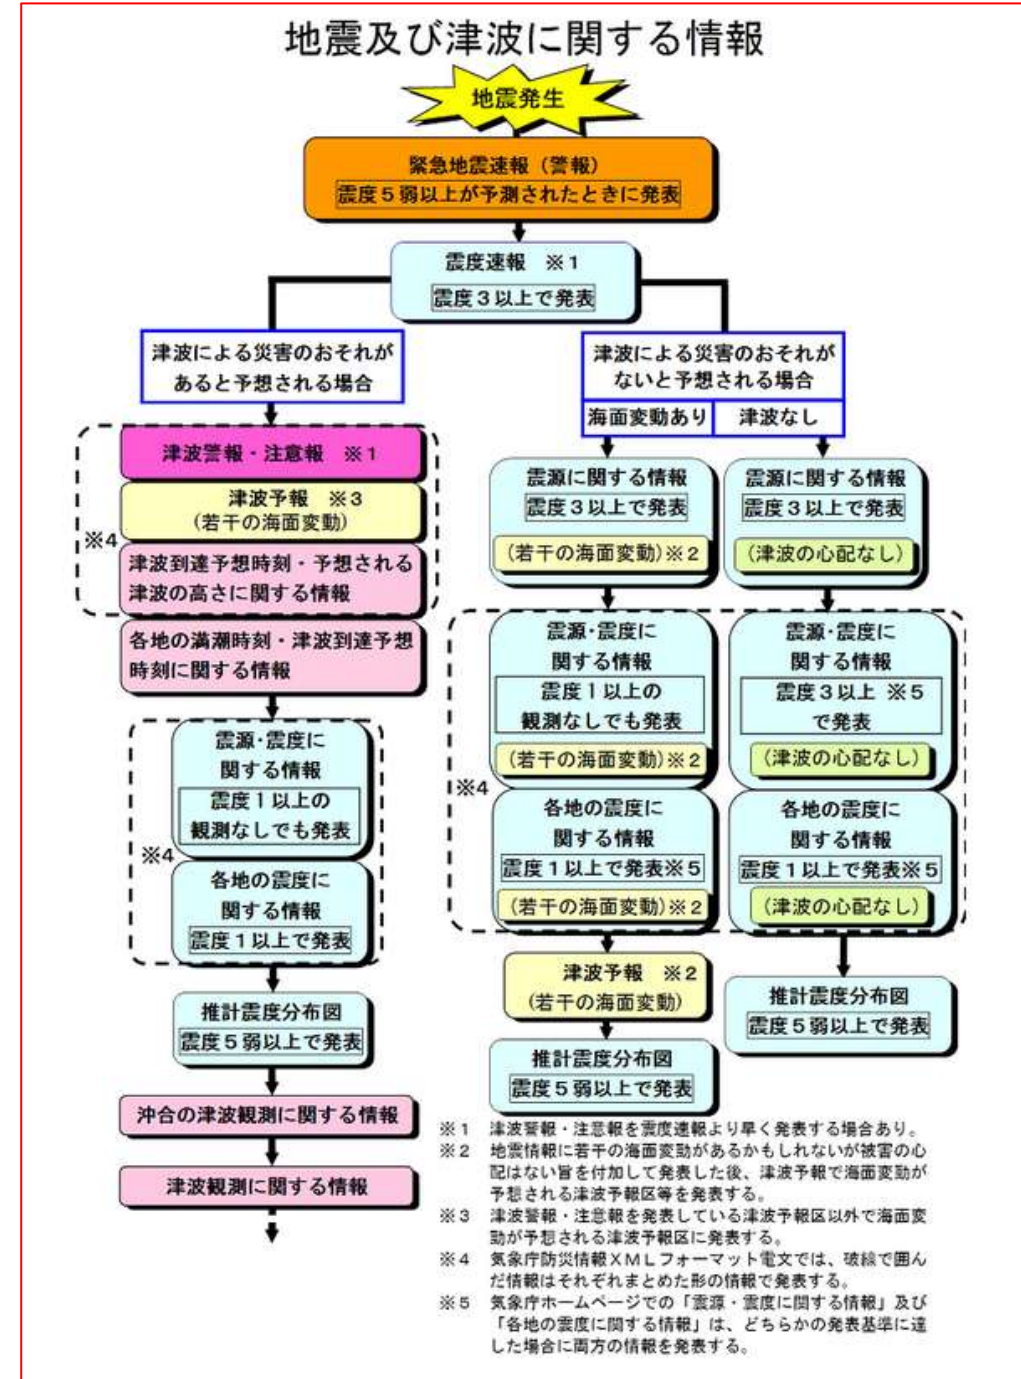 地震及び津波に関する情報
地震発生
緊急地震速報（警報）
震度５弱以上が予測されたときに発表
震度速報　※１
震度３以上で発表
津波による災害のおそれが
あると予想される場合
津波警報・注意報　※１
津波予報　※３
(若干の海面変動)
津波到達予想時刻・予想される
津波の高さに関する情報
※4
各地の満潮時刻・津波到達予想
時刻に関する情報
震源・震度に
関する情報
震度１以上の
観測なしでも発表
※4
各地の震度に
関する情報
震度１以上で発表
推計震度分布図
震度５弱以上で発表
沖合の津波観測に関する情報
津波観測に関する情報
津波による災害のおそれが
ないと予想される場合
海面変動あり
津波なし
震源に関する情報
震度３以上で発表
(若干の海面変動)※２
震源・震度に
関する情報
震度１以上の
観測なしでも発表
(若干の海面変動)※２
※4
各地の震度に
関する情報
震度１以上で発表※５
(若干の海面変動)※２
津波予報　※２
(若干の海面変動)
推計震度分布図
震度５弱以上で発表
震源に関する情報
震度３以上で発表
(津波の心配なし)
震源・震度に
関する情報
震度３以上 ※５
で発表
(津波の心配なし)
各地の震度に
関する情報
震度１以上で発表※５
(津波の心配なし)
推計震度分布図
震度５弱以上で発表
※１　津波警報・注意報を震度速報より早く発表する場合あり。
※２　地震情報に若干の海面変動があるかもしれないが被害の心
配はない旨を付加して発表した後、津波予報で海面変動が
予想される津波予報区等を発表する。
※３　津波警報・注意報を発表している津波予報区以外で海面変
動が予想される津波予報区に発表する。
※４　気象庁防災情報ＸＭＬフォーマット電文では、破線で囲ん
だ情報はそれぞれまとめた形の情報で発表する。
※５　気象庁ホームページでの「震源・震度に関する情報」及び
「各地の震度に関する情報」は、どちらかの発表基準に達
した場合に両方の情報を発表する。